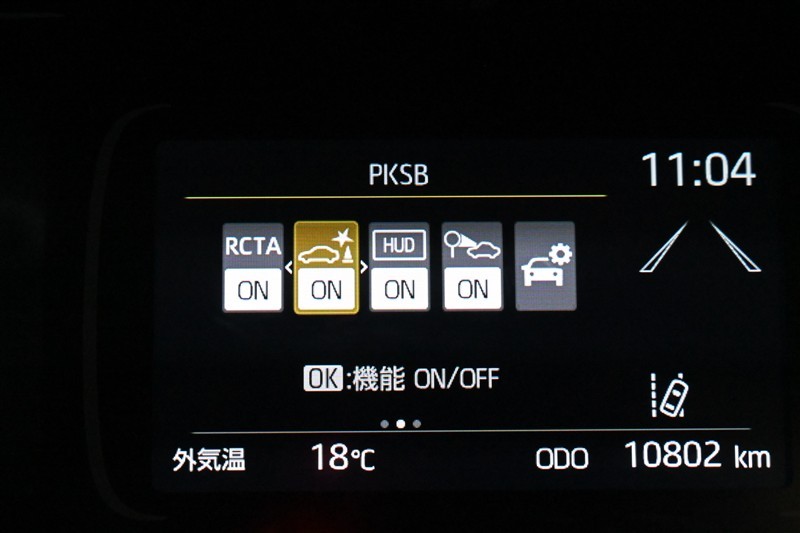 PKSB
11:04
RCTA
HUD
ON
ON
ON
ON
OK:機能 ON/OFF
外気温 18℃ ODO 10802 km